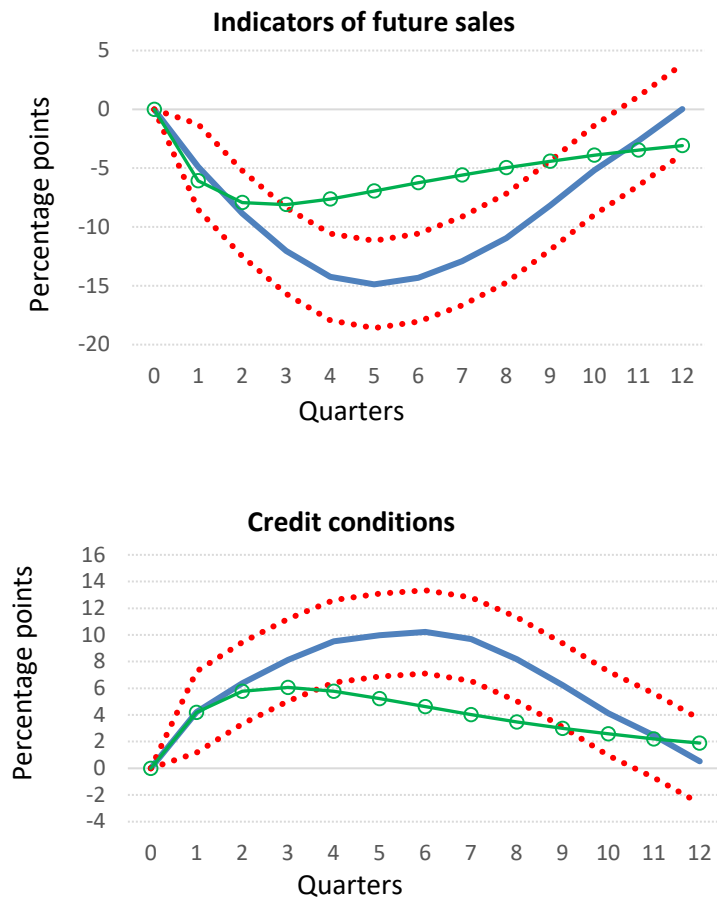 Indicators of future sales
5
0
-5
-10
-15
-20
Percentage points
0 1 2 3 4 5 6 7 8 9 10 11 12
Quarters
Credit conditions
16
14
12
10
8
6
4
2
0
-2
-4
Percentage points
0 1 2 3 4 5 6 7 8 9 10 11 12
Quarters